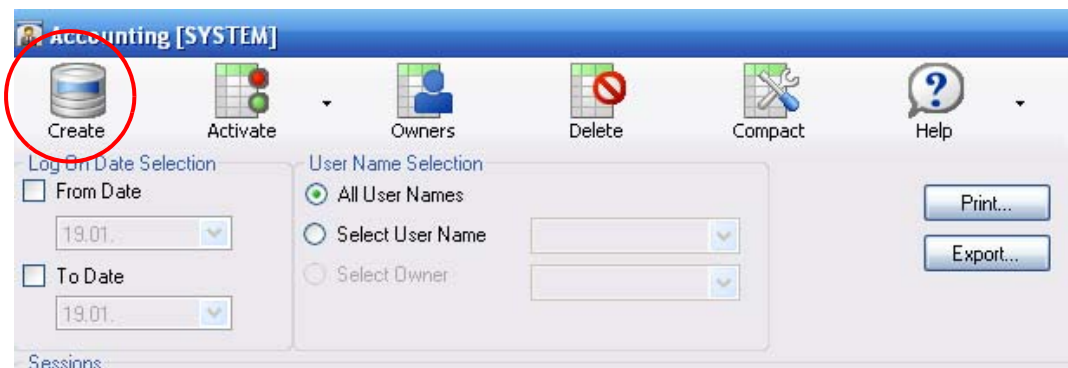 Accounting [SYSTEM]
Create Activate Owners Delete Compact Help
Log On Date Selection User Name Selection
From Date All User Names Print...
19.01. Select User Name Export...
To Date Select Owner
19.01.
Sessions